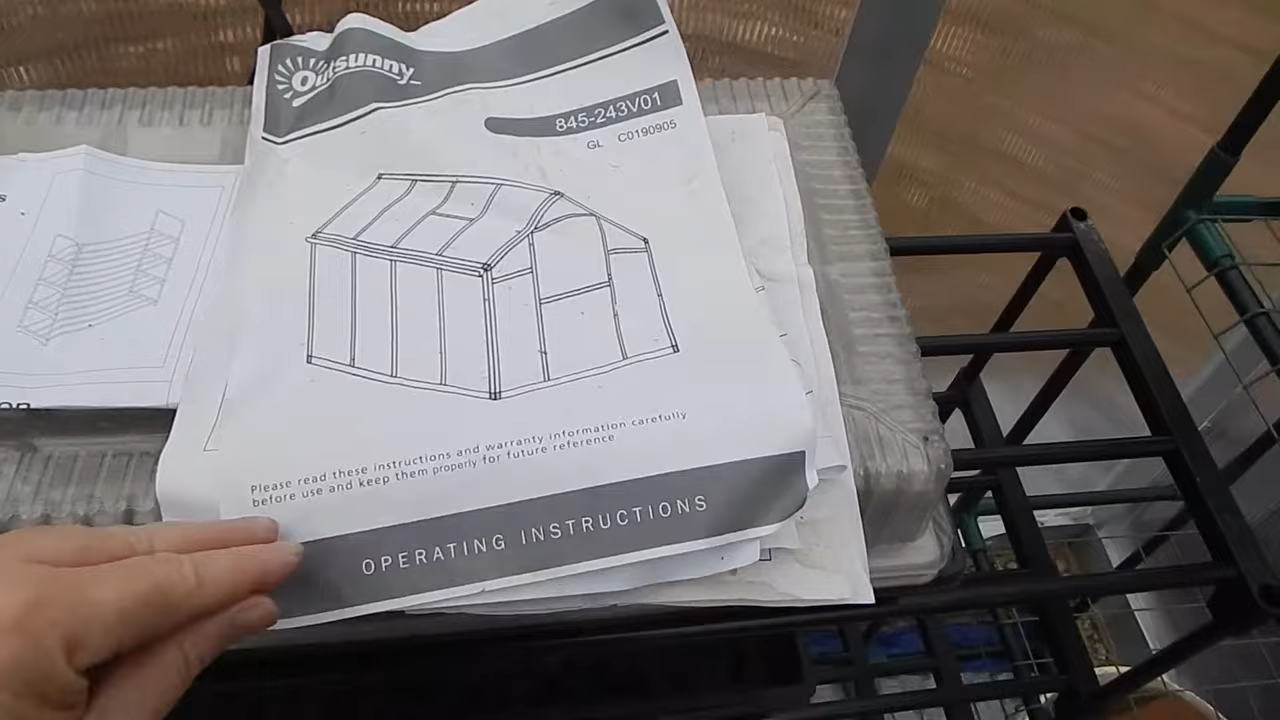 Outsunny
845-243V01
GL C0190905
Please read these instructions and warranty information carefully
before use and keep them properly for future reference
OPERATING INSTRUCTIONS